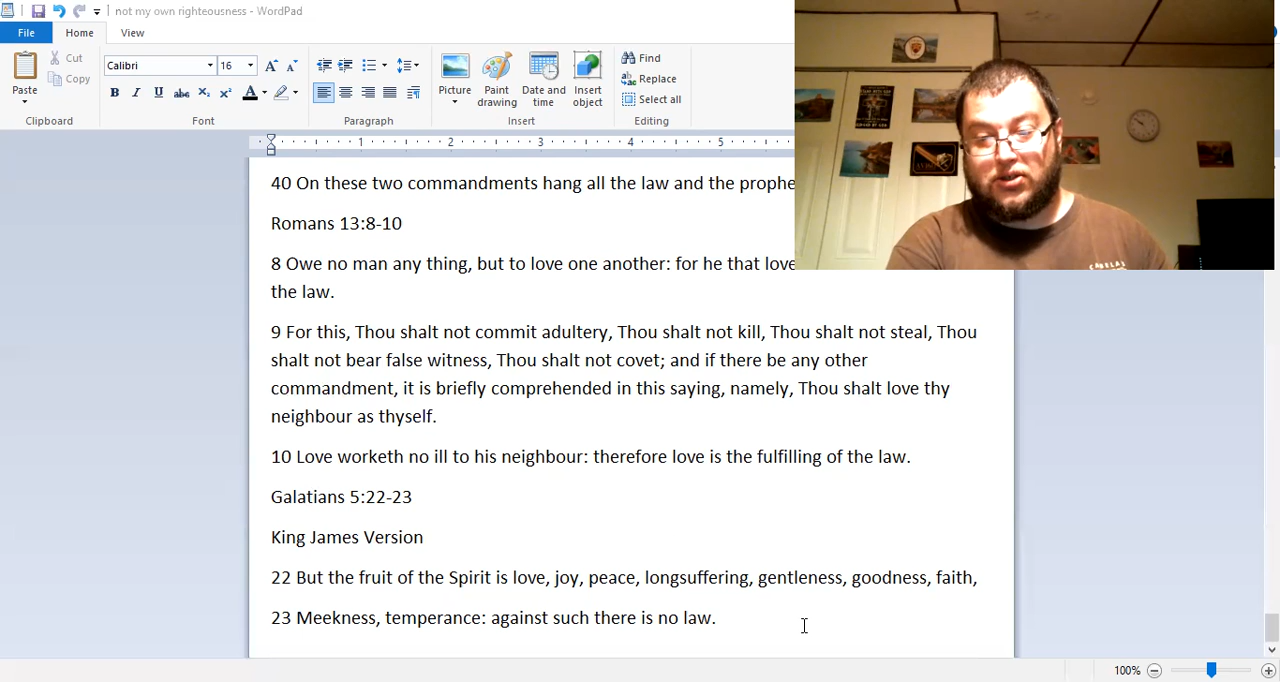 not my own righteousness - WordPad
File Home View
Cut
Calibri 16 Find
Paste Copy Picture Paint drawing Date and time Insert object Replace
B I U abc X₂ X² A Select all
Clipboard Font Paragraph Insert Editing
1 2 3 4 5
40 On these two commandments hang all the law and the prophe
Romans 13:8-10
8 Owe no man any thing, but to love one another: for he that love
the law.
9 For this, Thou shalt not commit adultery, Thou shalt not kill, Thou shalt not steal, Thou
shalt not bear false witness, Thou shalt not covet; and if there be any other
commandment, it is briefly comprehended in this saying, namely, Thou shalt love thy
neighbour as thyself.
10 Love worketh no ill to his neighbour: therefore love is the fulfilling of the law.
Galatians 5:22-23
King James Version
22 But the fruit of the Spirit is love, joy, peace, longsuffering, gentleness, goodness, faith,
23 Meekness, temperance: against such there is no law.
100%